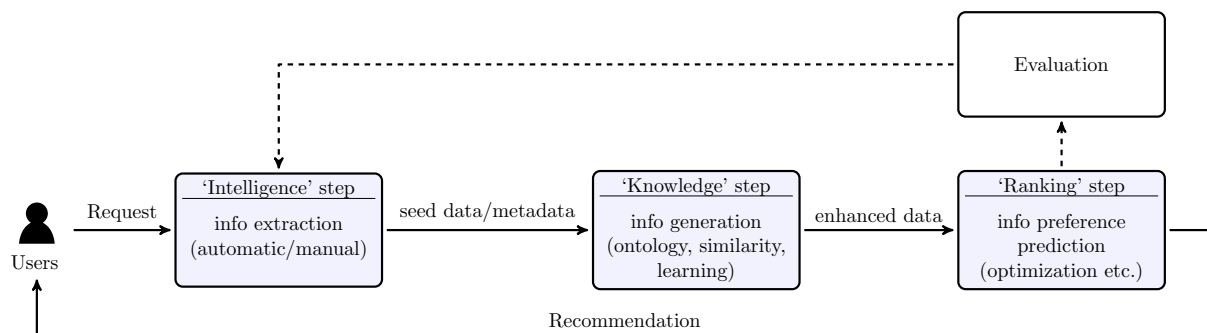 Evaluation
‘Intelligence’ step
info extraction
(automatic/manual)
‘Knowledge’ step
info generation
(ontology, similarity,
learning)
‘Ranking’ step
info preference
prediction
(optimization etc.)
Request
seed data/metadata
enhanced data
Users
Recommendation